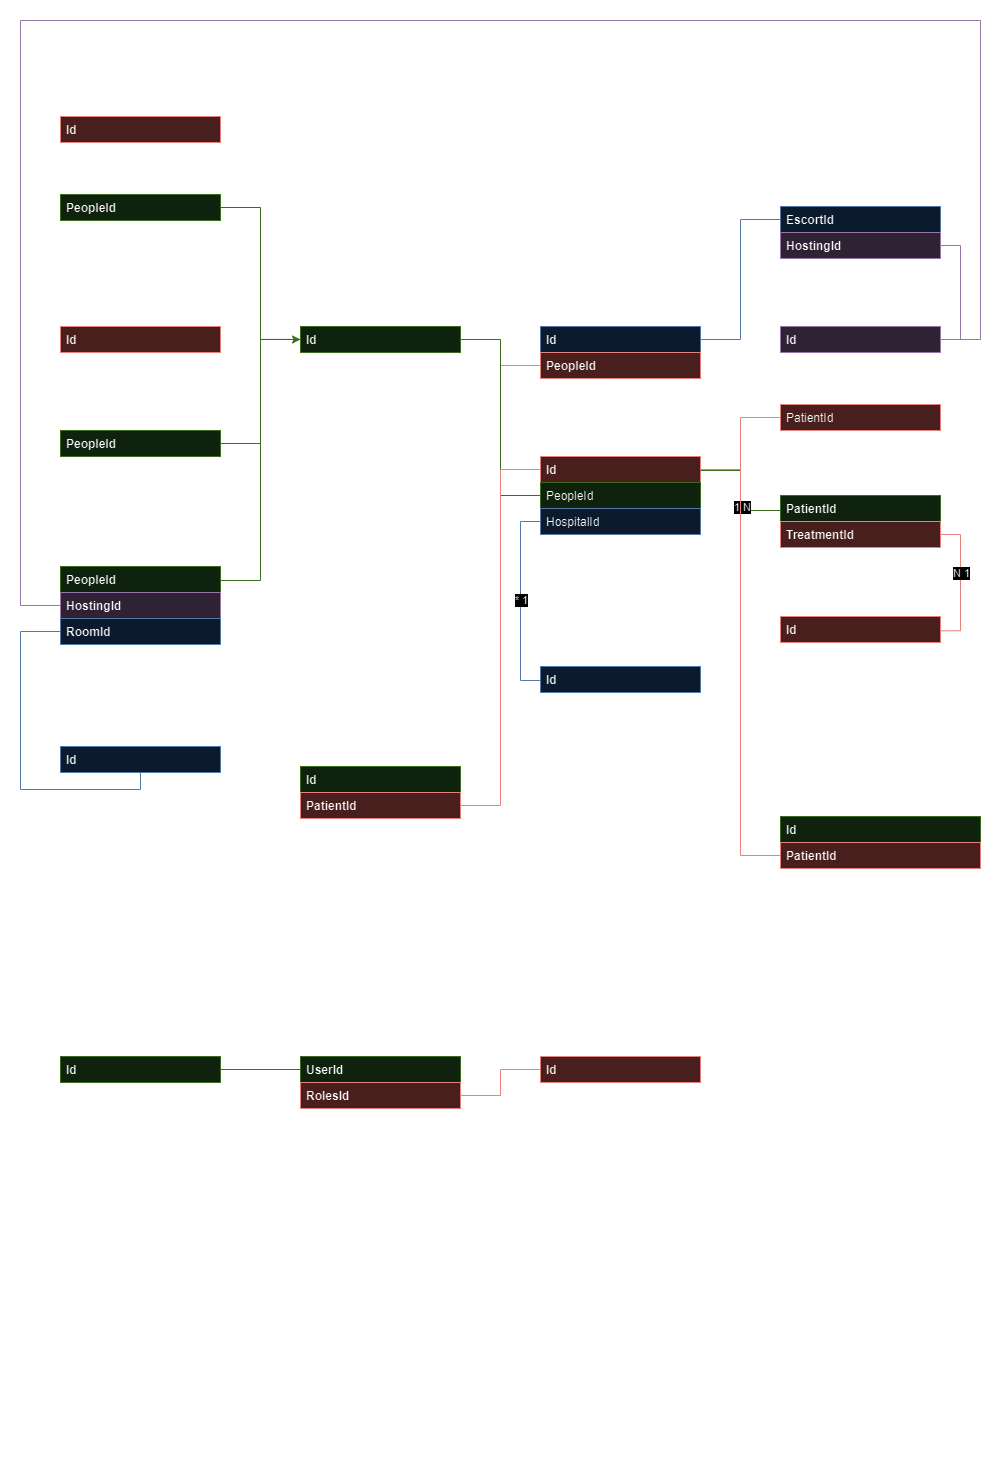 Id
PeopleId
Id
PeopleId
PeopleId
HostingId
RoomId
Id
Id
Id
PatientId
Id
PeopleId
Id
PeopleId
HospitalId
* 1
Id
EscortId
HostingId
Id
PatientId
1 N
PatientId
TreatmentId
N 1
Id
Id
PatientId
Id
UserId
RolesId
Id